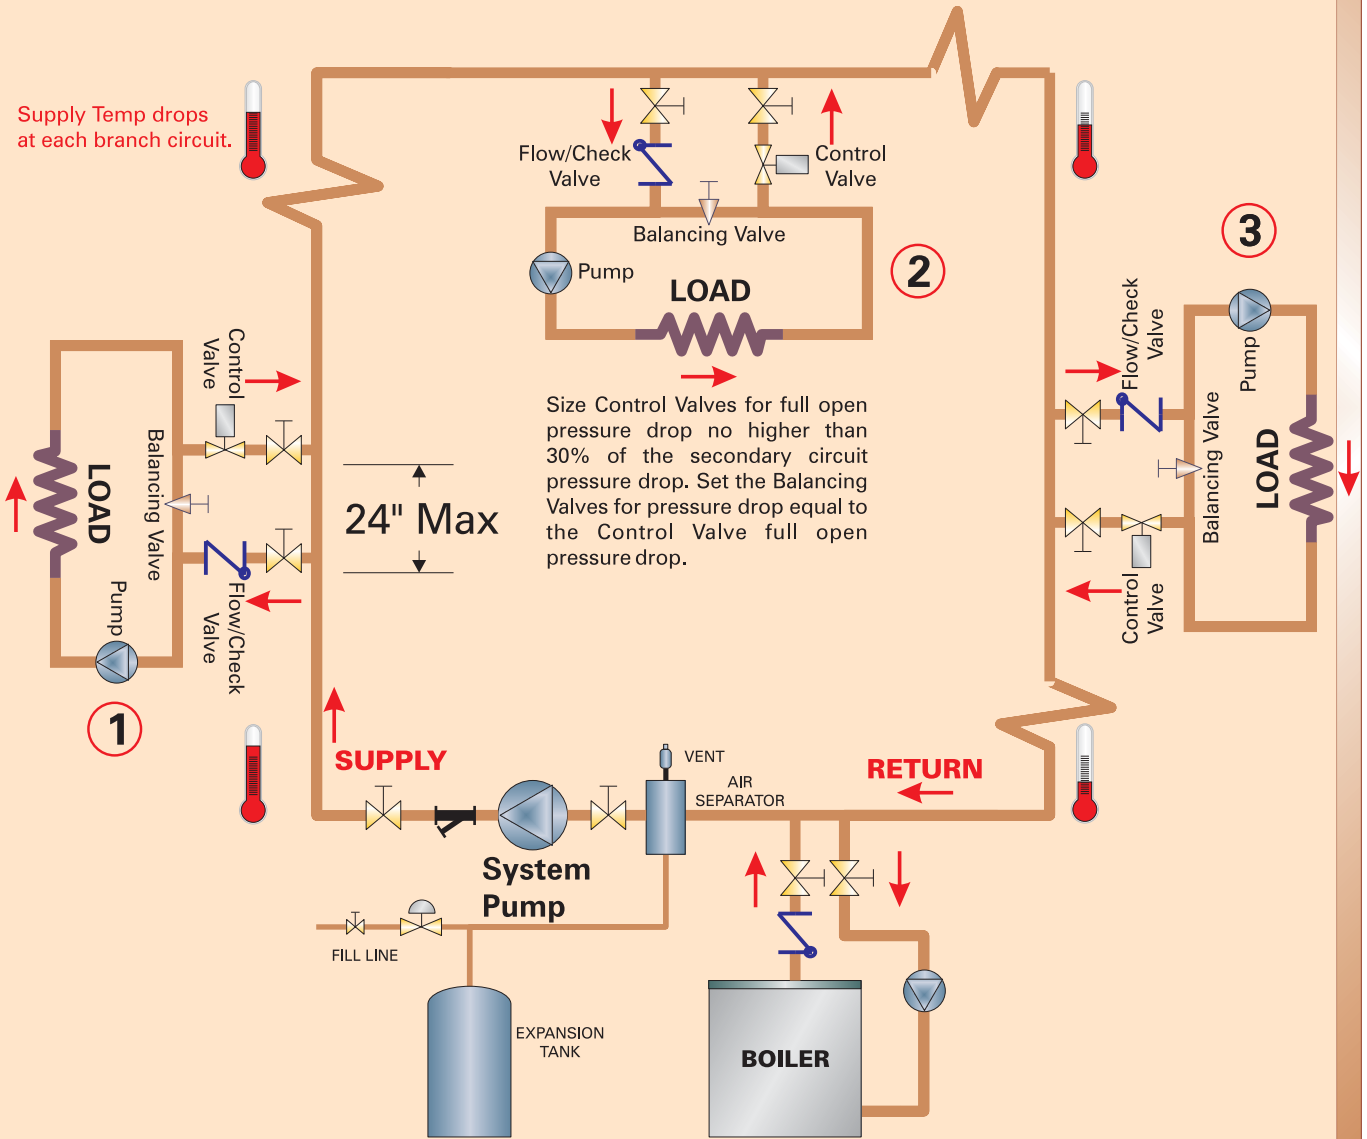 Supply Temp drops
at each branch circuit.
Flow/Check
Valve
Control
Valve
Balancing Valve
Pump
LOAD
2
3
Size Control Valves for full open
pressure drop no higher than
30% of the secondary circuit
pressure drop. Set the Balancing
Valves for pressure drop equal to
the Control Valve full open
pressure drop.
Control
Valve
Balancing Valve
LOAD
Pump
Flow/Check
Valve
1
24" Max
Flow/Check
Valve
Pump
Balancing Valve
LOAD
Control
Valve
SUPPLY
RETURN
VENT
AIR
SEPARATOR
System
Pump
FILL LINE
EXPANSION
TANK
BOILER